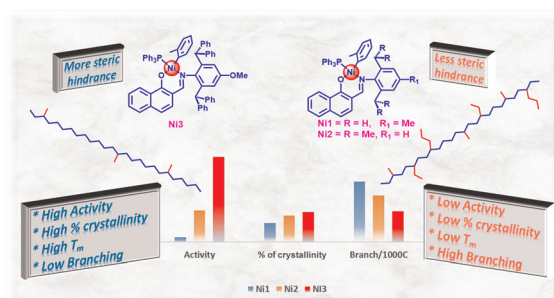 More steric
hindrance
Ph
Ph
Ph₃P
Ni
O
N
OMe
Ph
Ph
Ni3
R
R
Ph₃P
Ni
O
N
R₁
R
R
Ni1 = R = H, R₁ = Me
Ni2 = R = Me, R₁ = H
Less steric
hindrance
* High Activity
* High % crystallinity
* High Tₘ
* Low Branching
Activity
% of crystallinity
Branch/1000C
* Low Activity
* Low % crystallinity
* Low Tₘ
* High Branching
Ni1
Ni2
NI3